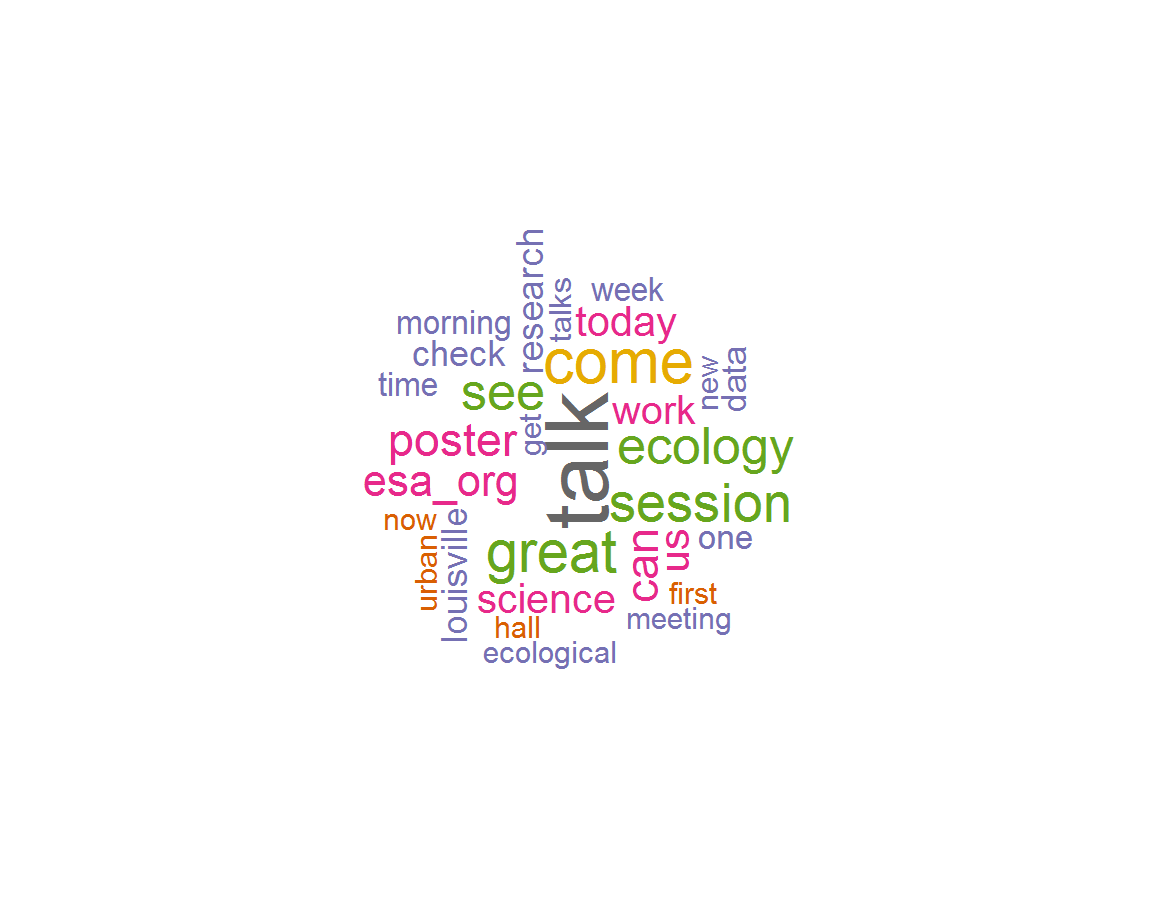 research
talks
week
morning
today
check
come
time
see
new
data
work
poster
get
talk
ecology
esa_org
session
now
urban
louisville
great
can
us
one
science
first
hall
meeting
ecological